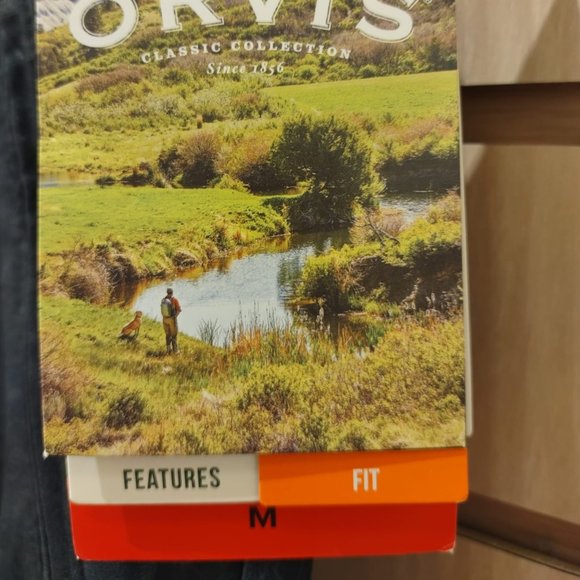 ORVIS
CLASSIC COLLECTION
Since 1856
FEATURES
FIT
M